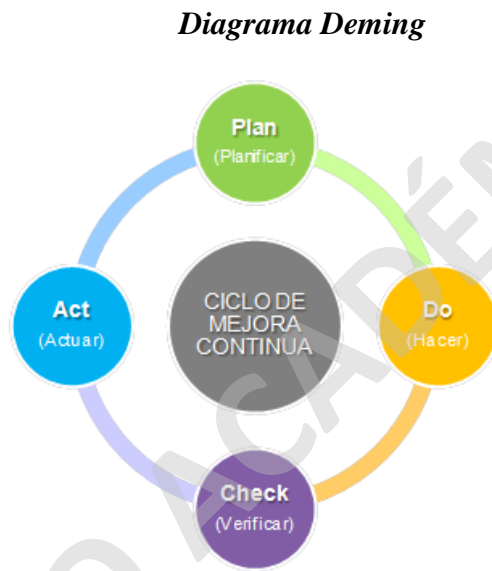 Diagrama Deming
Plan
(Planificar)
Act
(Actuar)
CICLO DE
MEJORA
CONTINUA
Do
(Hacer)
Check
(Verificar)